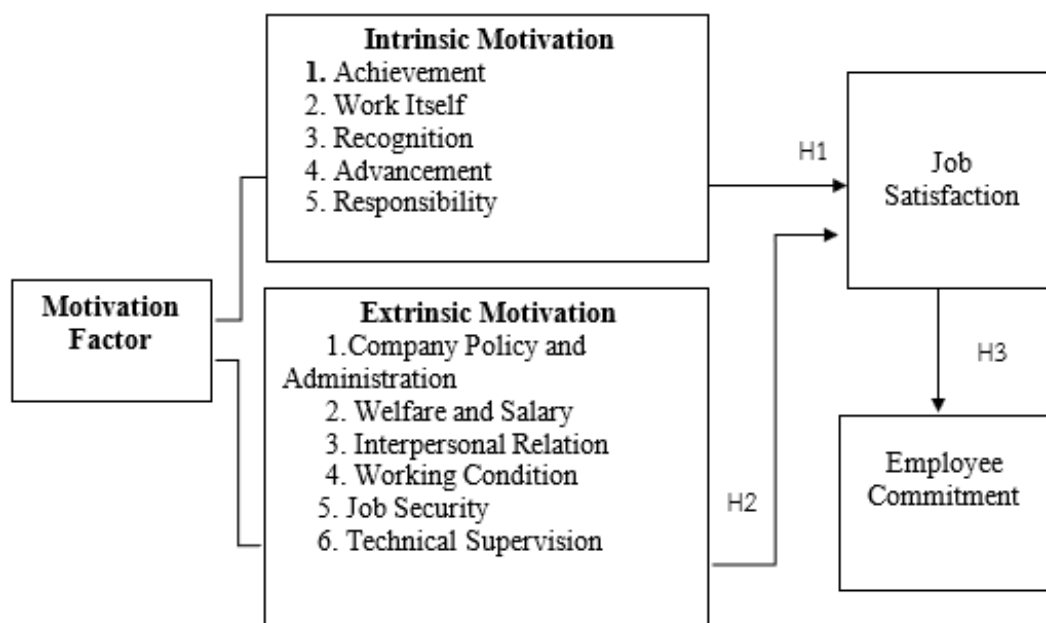 Intrinsic Motivation
1. Achievement
2. Work Itself
3. Recognition
4. Advancement
5. Responsibility
H1
Job
Satisfaction
Motivation
Factor
Extrinsic Motivation
1.Company Policy and
Administration
2. Welfare and Salary
3. Interpersonal Relation
4. Working Condition
5. Job Security
6. Technical Supervision
H2
H3
Employee
Commitment